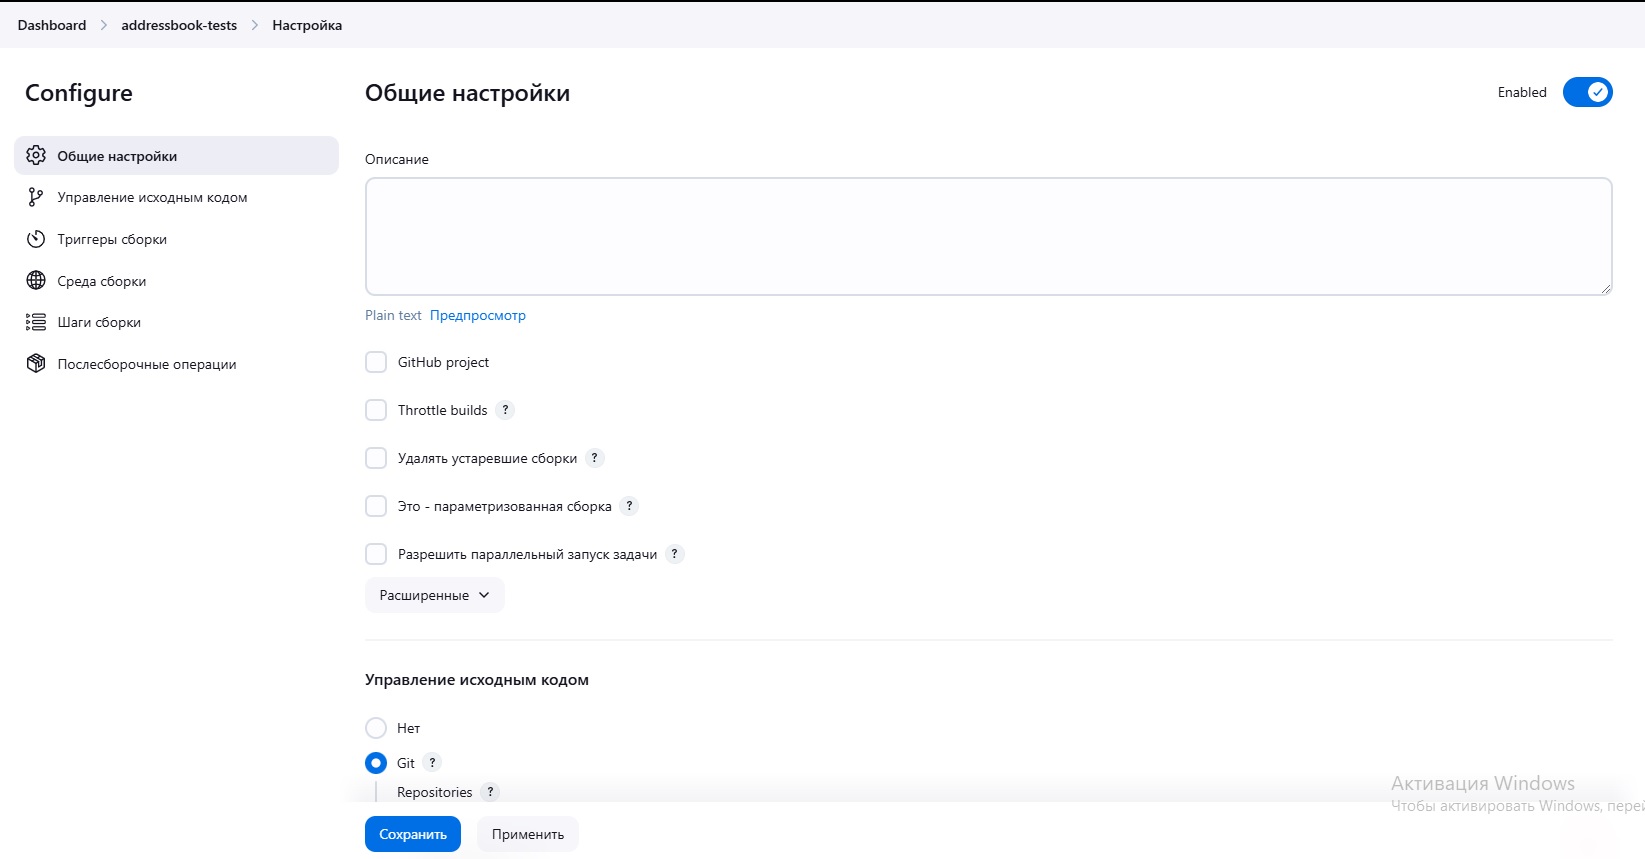 Dashboard > addressbook-tests > Настройка
Configure
Общие настройки
Управление исходным кодом
Триггеры сборки
Среда сборки
Шаги сборки
Послесборочные операции
Общие настройки
Enabled
Описание
Plain text Предпросмотр
GitHub project
Throttle builds ?
Удалять устаревшие сборки ?
Это - параметризованная сборка ?
Разрешить параллельный запуск задачи ?
Расширенные
Управление исходным кодом
Нет
Git ?
Repositories ?
Сохранить Применить
Активация Windows
Чтобы активировать Windows, перей